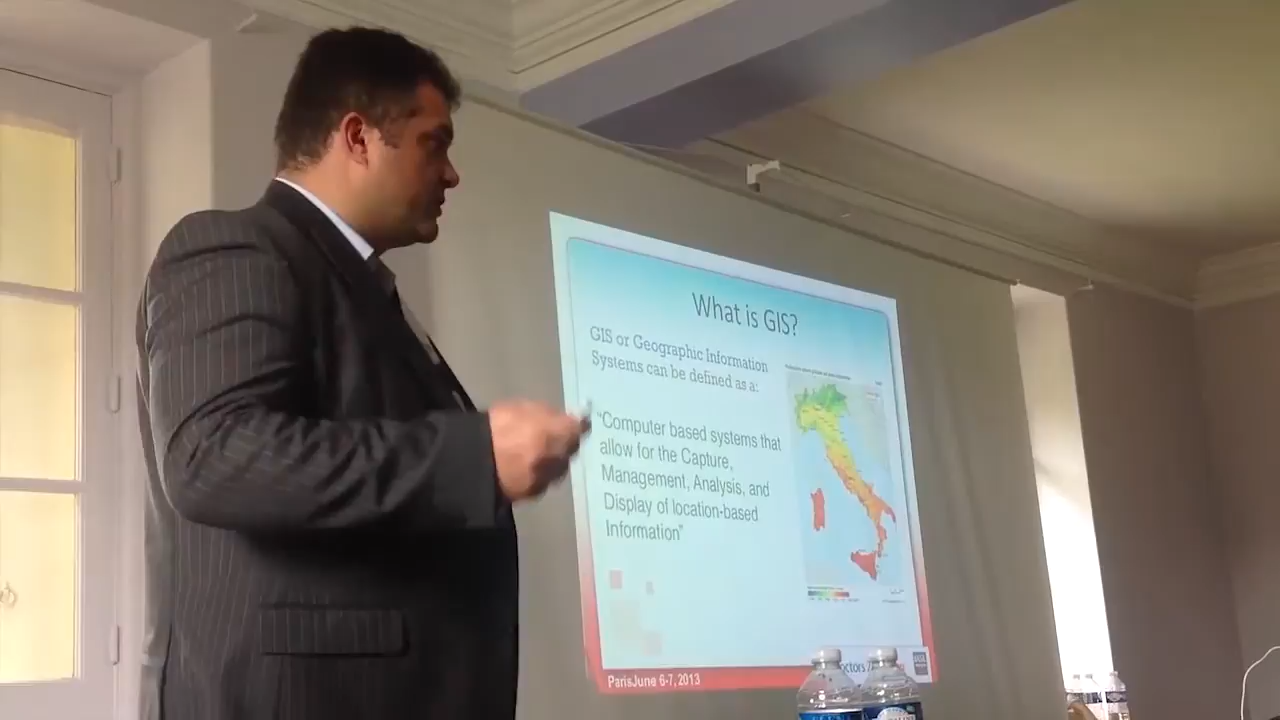 What is GIS?
GIS or Geographic Information
Systems can be defined as a:
“Computer based systems that
allow for the Capture,
Management, Analysis, and
Display of location-based
Information”
ParisJune 6-7, 2013